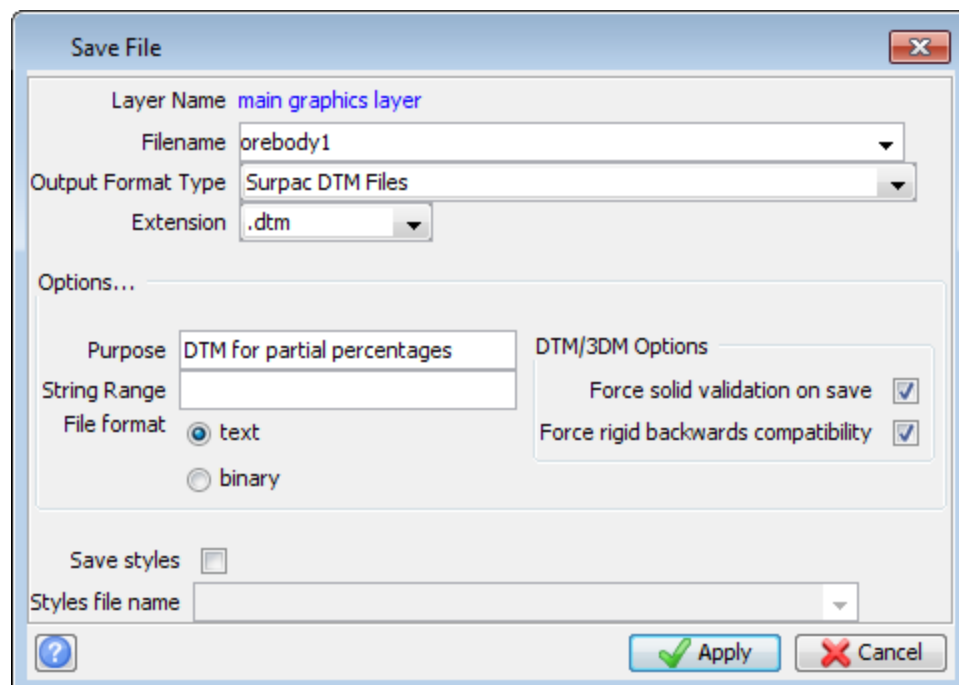 Save File
Layer Name main graphics layer
Filename orebody1
Output Format Type Surpac DTM Files
Extension .dtm
Options...
Purpose DTM for partial percentages
String Range
File format text
binary
DTM/3DM Options
Force solid validation on save
Force rigid backwards compatibility
Save styles
Styles file name
? Apply Cancel